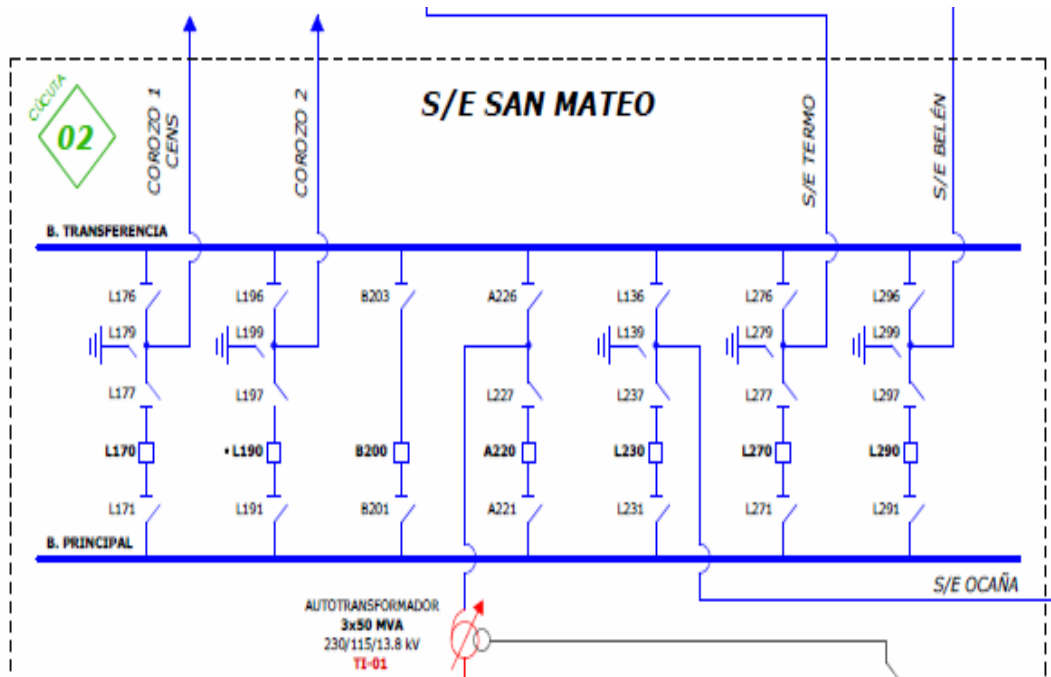 CÚCUTA
02
COROZO 1
CENS
COROZO 2
S/E SAN MATEO
S/E TERMO
S/E BELÉN
B. TRANSFERENCIA
L176
L196
B203
A226
L136
L276
L296
L179
L199
L139
L279
L299
L177
L197
L227
L237
L277
L297
L170
•L190
B200
A220
L230
L270
L290
L171
L191
B201
A221
L231
L271
L291
B. PRINCIPAL
S/E OCAÑA
AUTOTRANSFORMADOR
3x50 MVA
230/115/13.8 kV
TI-01